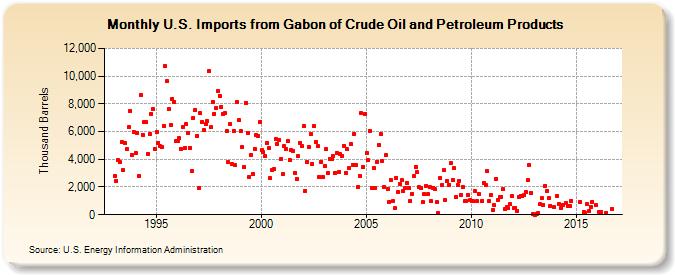 Monthly U.S. Imports from Gabon of Crude Oil and Petroleum Products
Thousand Barrels
12,000
10,000
8,000
6,000
4,000
2,000
0
1995 2000 2005 2010 2015
Source: U.S. Energy Information Administration